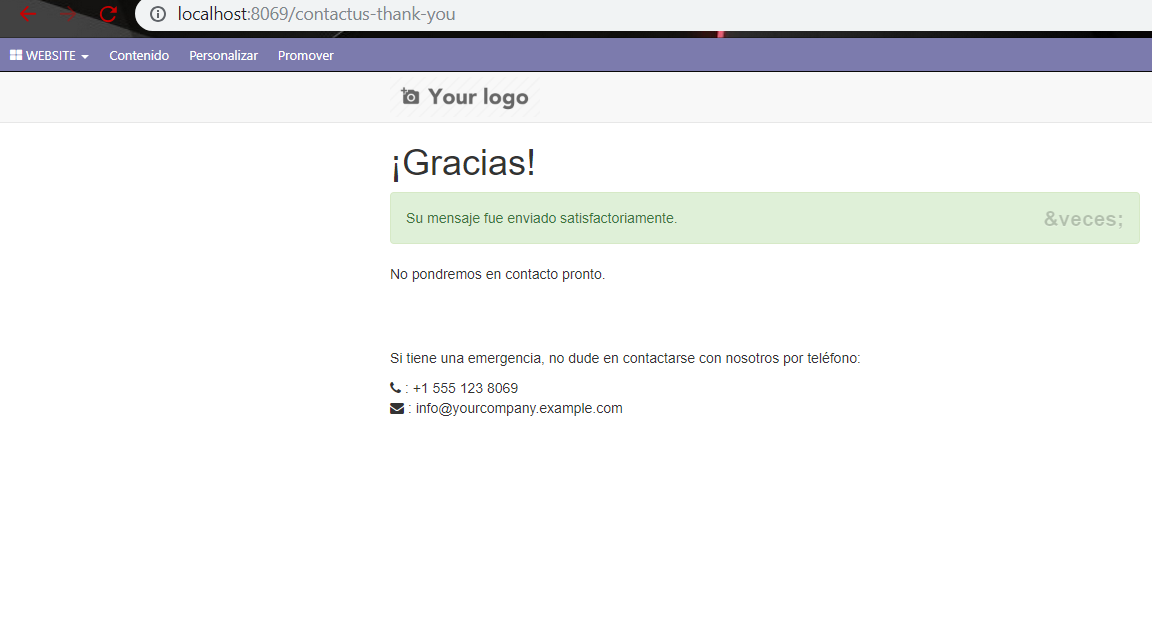 localhost:8069/contactus-thank-you
WEBSITE Contenido Personalizar Promover
Your logo
¡Gracias!
Su mensaje fue enviado satisfactoriamente. &veces;
No pondremos en contacto pronto.
Si tiene una emergencia, no dude en contactarse con nosotros por teléfono:
: +1 555 123 8069
: info@yourcompany.example.com